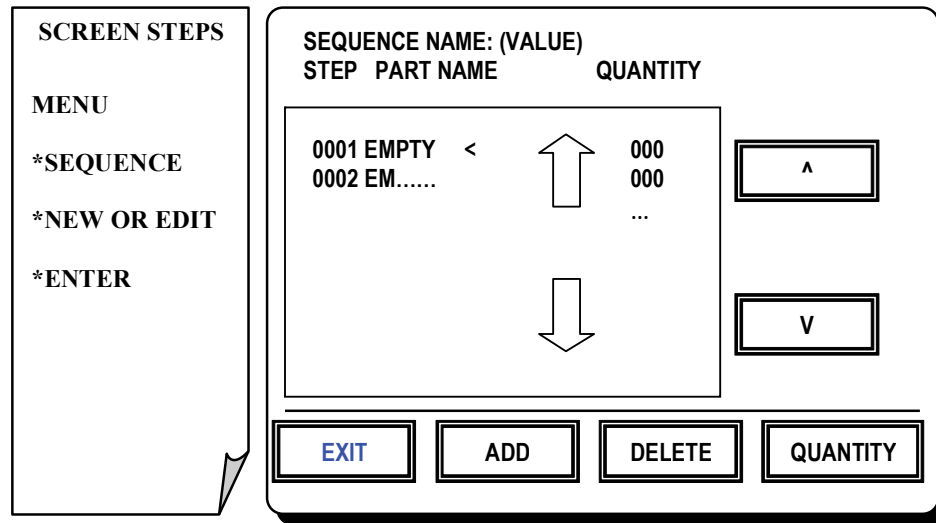 SCREEN STEPS
MENU
*SEQUENCE
*NEW OR EDIT
*ENTER
SEQUENCE NAME: (VALUE)
STEP PART NAME QUANTITY
0001 EMPTY < 000
0002 EM...... 000
...
^
V
EXIT ADD DELETE QUANTITY